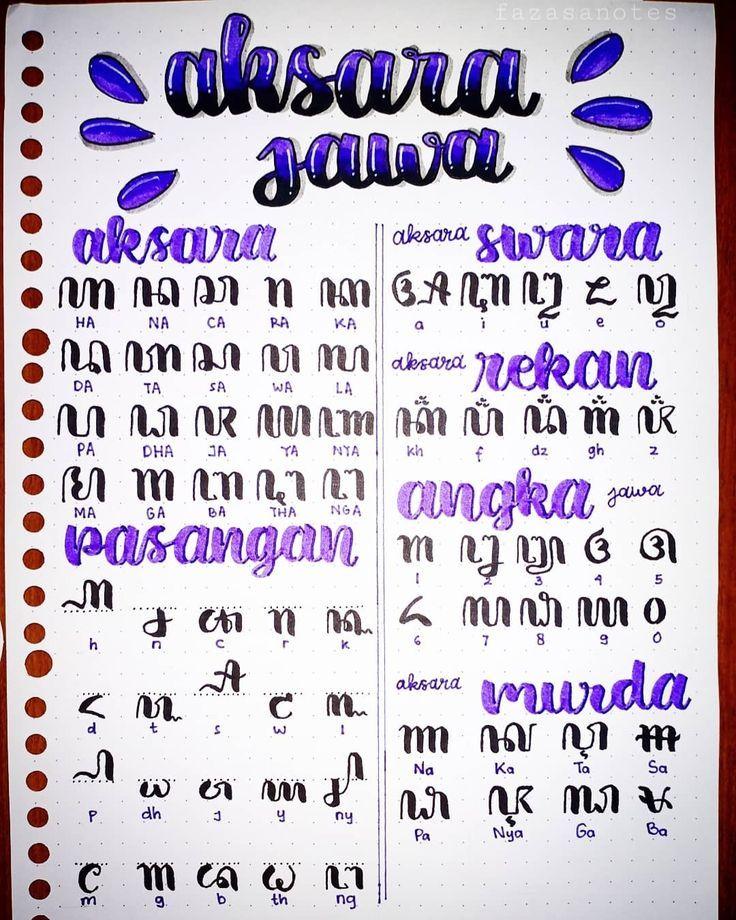 fazasanotes
aksara
jawa
aksara
ꦲ ꦤ ꦕ ꦫ ꦏ
HA NA CA RA KA
ꦢ ꦠ ꦱ ꦮ ꦭ
DA TA SA WA LA
ꦥ ꦝ ꦗ ꦪ ꦚ
PA DHA JA YA NYA
ꦩ ꦒ ꦧ ꦛ ꦔ
MA GA BA THA NGA
pasangan
꧀ꦲ ꧀ꦤ ꧀ꦕ ꧀ꦫ ꧀ꦏ
h n c r k
꧀ꦢ ꧀ꦠ ꧀ꦱ ꧀ꦮ ꧀ꦭ
d t s w l
꧀ꦥ ꧀ꦝ ꧀ꦗ ꧀ꦪ ꧀ꦚ
p dh J y ny
꧀ꦩ ꧀ꦒ ꧀ꦧ ꧀ꦛ ꧀ꦔ
m g b th ng
aksara swara
ꦄ ꦆ ꦈ ꦌ ꦎ
a i u e o
aksara rekan
ꦏ꦳ ꦥ꦳ ꦢ꦳ ꦒ꦳ ꦗ꦳
kh f dz gh z
angka jawa
꧑ ꧒ ꧓ ꧔ ꧕
1 2 3 4 5
꧖ ꧗ ꧘ ꧙ ꧐
6 7 8 9 0
aksara murda
ꦟ ꦑ ꦡ ꦯ
Na Ka Ta Sa
ꦦ ꦘ ꦓ ꦨ
Pa Nya Ga Ba